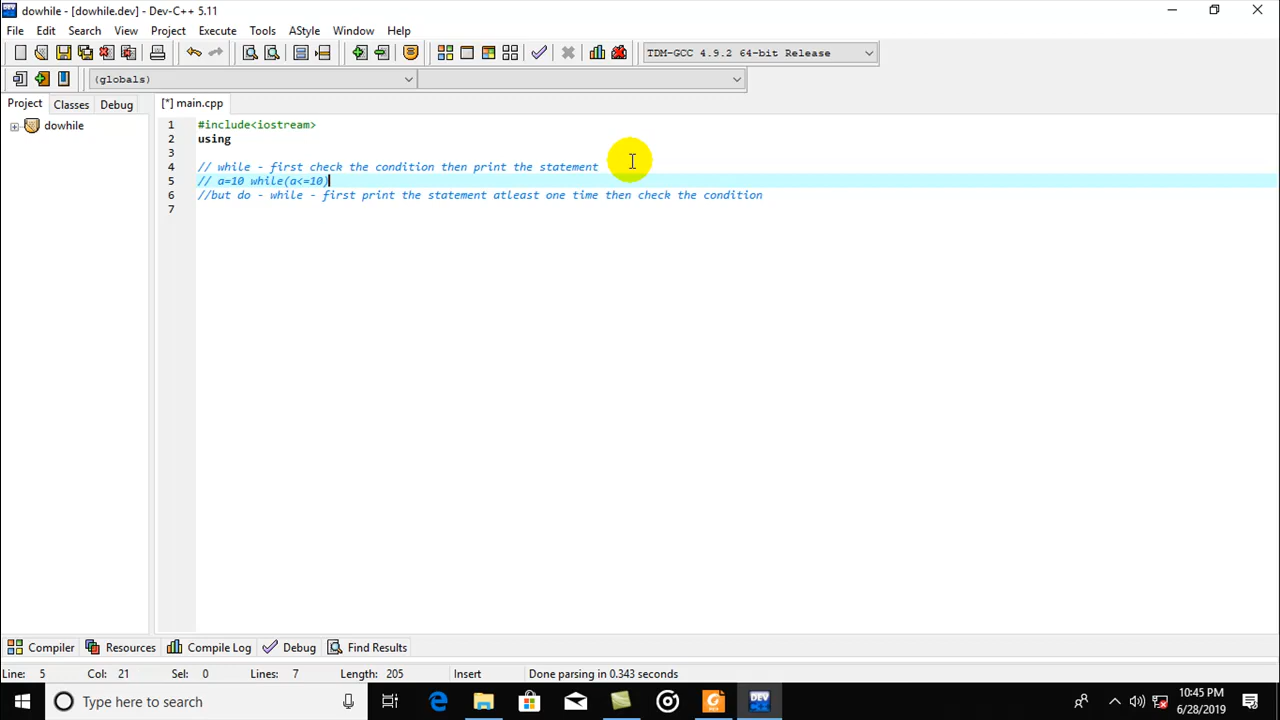 dowhile - [dowhile.dev] - Dev-C++ 5.11
File Edit Search View Project Execute Tools AStyle Window Help
TDM-GCC 4.9.2 64-bit Release
(globals)
Project Classes Debug [*] main.cpp
dowhile
1 #include<iostream>
2 using
3
4 // while - first check the condition then print the statement
5 // a=10 while(a<=10)
6 //but do - while - first print the statement atleast one time then check the condition
7
Compiler Resources Compile Log Debug Find Results
Line: 5 Col: 21 Sel: 0 Lines: 7 Length: 205 Insert Done parsing in 0.343 seconds
Type here to search
DEV
10:45 PM
6/28/2019